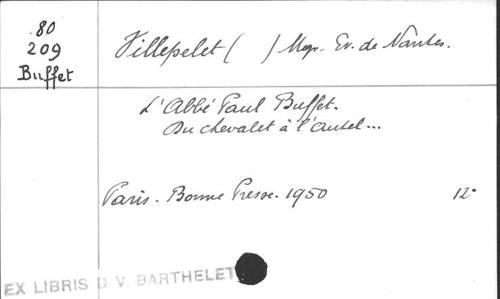 .80
209
Buffet
Villepelet (      ) Mgr. Ev. de Nantes.
L'Abbé Paul Buffet.
Du chevalet à l'autel...
Paris. Bonne Presse. 1950 12°
EX LIBRIS D. V. BARTHELET